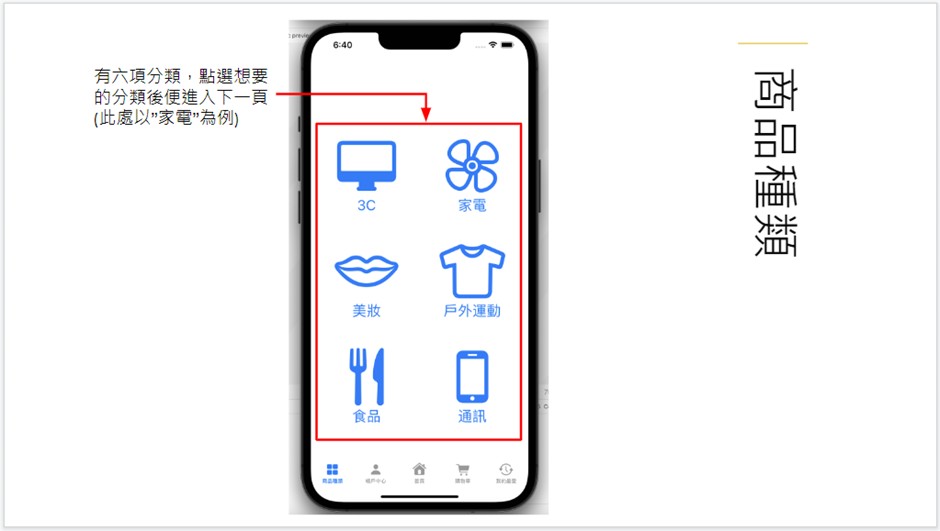 商品種類
有六項分類，點選想要
的分類後便進入下一頁
(此處以”家電”為例)
6:40
3C
家電
美妝
戶外運動
食品
通訊
商品種類
帳戶中心
首頁
購物車